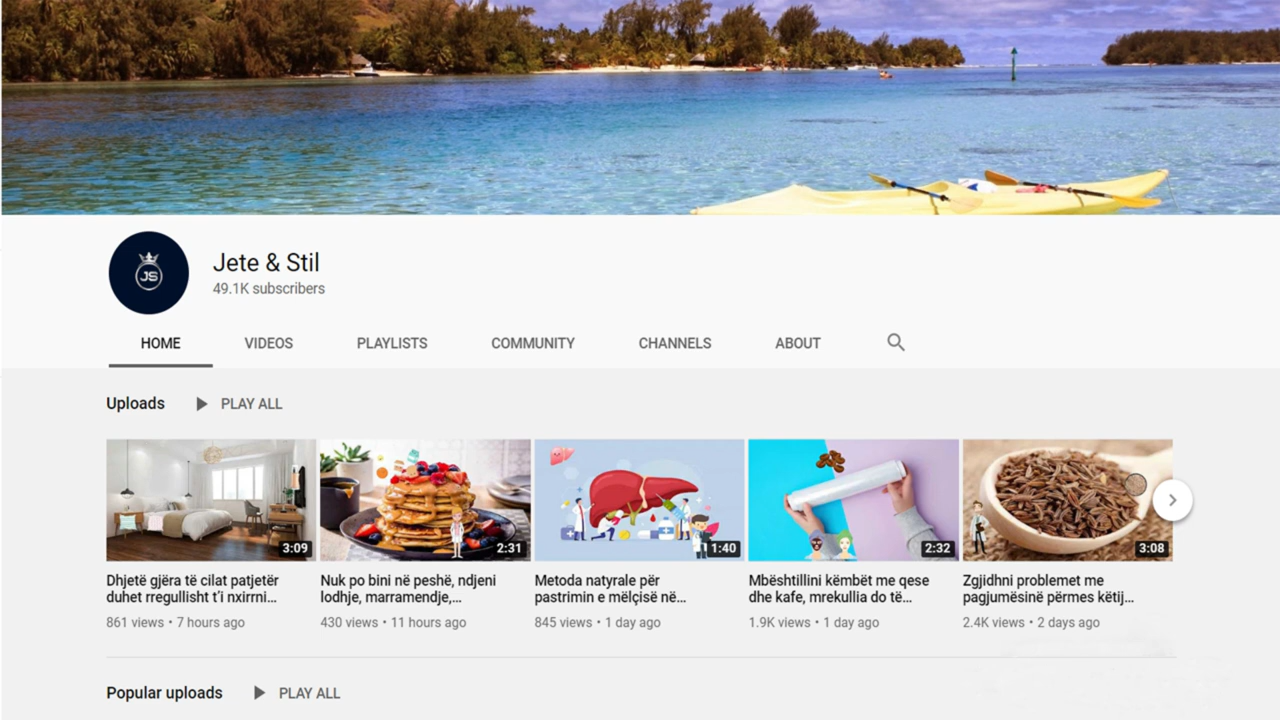 JS
Jete & Stil
49.1K subscribers
HOME VIDEOS PLAYLISTS COMMUNITY CHANNELS ABOUT
Uploads PLAY ALL
3:09 2:31 1:40 2:32 3:08
Dhjetë gjëra të cilat patjetër
duhet rregullisht t'i nxirrni...
861 views • 7 hours ago
Nuk po bini në peshë, ndjeni
lodhje, marramendje,...
430 views • 11 hours ago
Metoda natyrale për
pastrimin e mëlçisë në...
845 views • 1 day ago
Mbështillini këmbët me qese
dhe kafe, mrekullia do të...
1.9K views • 1 day ago
Zgjidhni problemet me
pagjumësinë përmes këtij...
2.4K views • 2 days ago
Popular uploads PLAY ALL